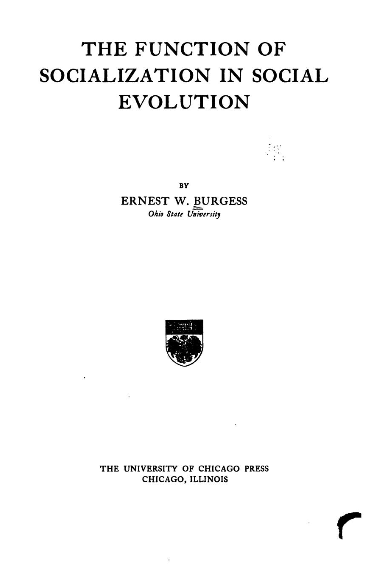 THE FUNCTION OF
SOCIALIZATION IN SOCIAL
EVOLUTION
BY
ERNEST W. BURGESS
Ohio State University
THE UNIVERSITY OF CHICAGO PRESS
CHICAGO, ILLINOIS